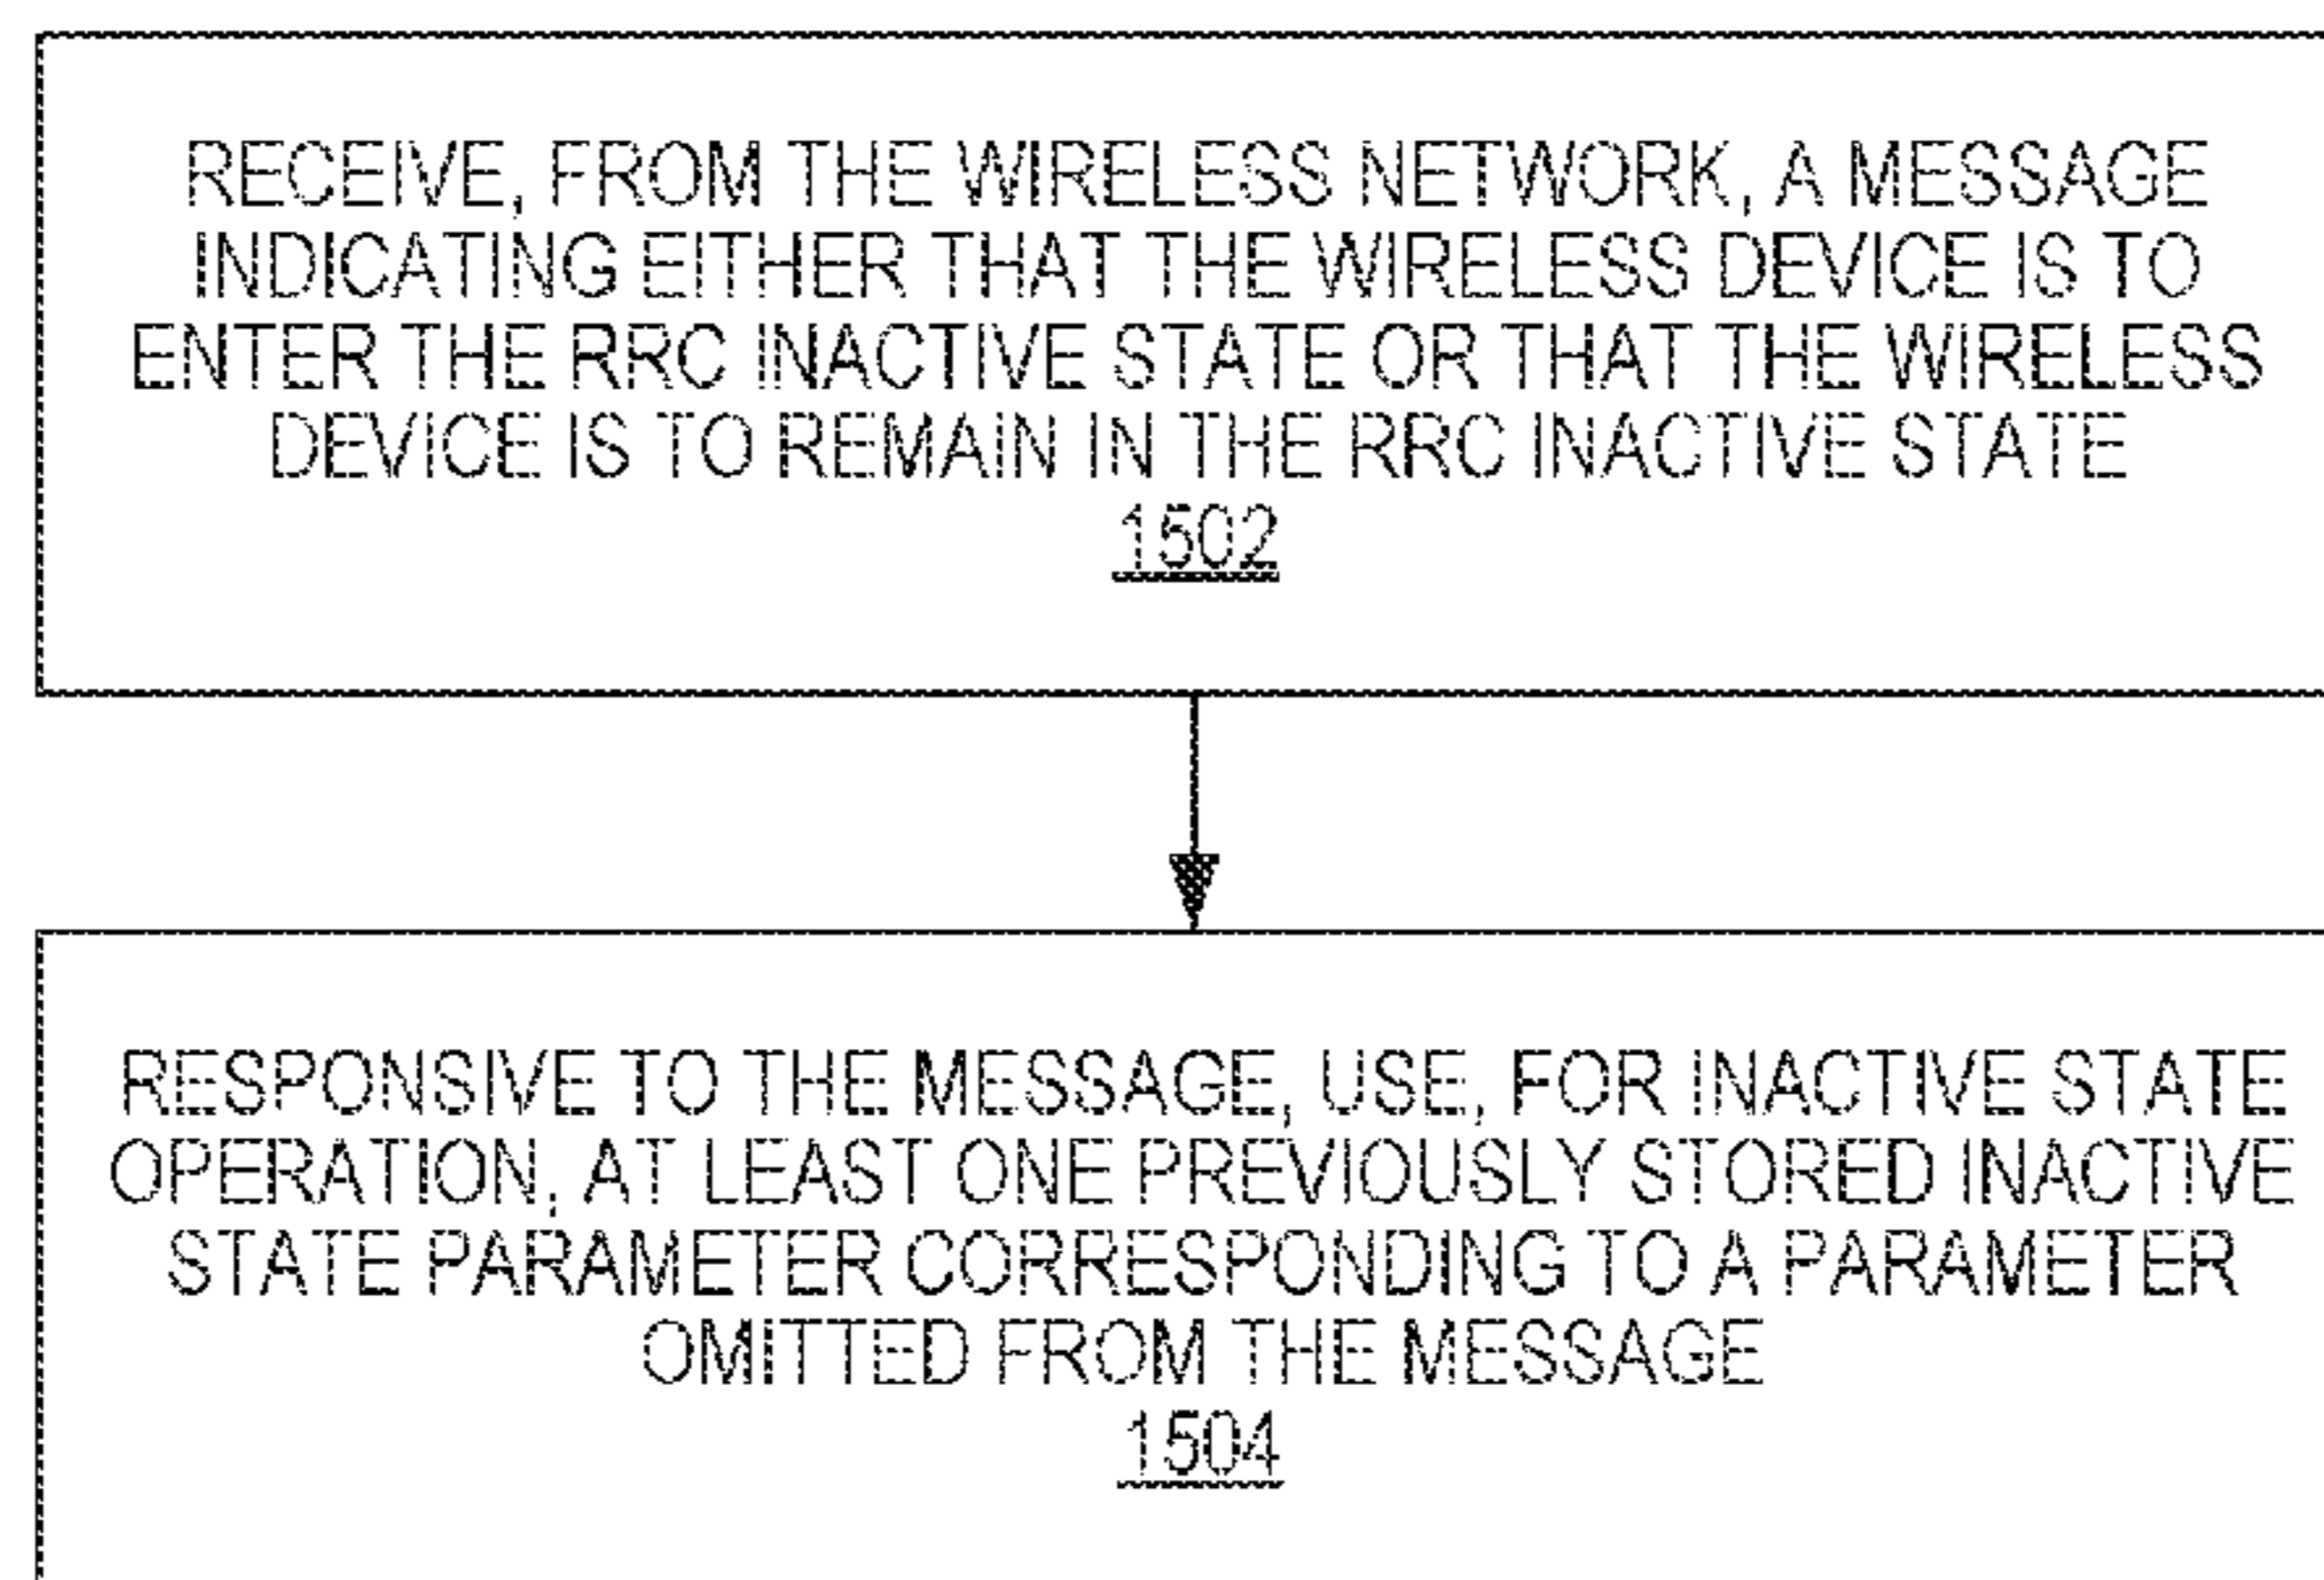 RECEIVE, FROM THE WIRELESS NETWORK, A MESSAGE
INDICATING EITHER THAT THE WIRELESS DEVICE IS TO
ENTER THE RRC INACTIVE STATE OR THAT THE WIRELESS
DEVICE IS TO REMAIN IN THE RRC INACTIVE STATE
1502
RESPONSIVE TO THE MESSAGE, USE, FOR INACTIVE STATE
OPERATION, AT LEAST ONE PREVIOUSLY STORED INACTIVE
STATE PARAMETER CORRESPONDING TO A PARAMETER
OMITTED FROM THE MESSAGE
1504